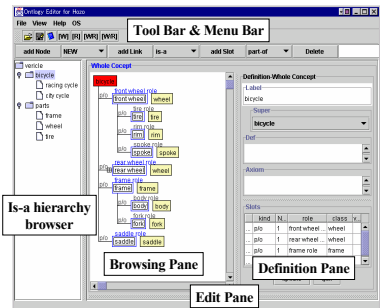 Ontlogy Editor for Hozo
File View Help OS
Tool Bar & Menu Bar
[W] [R] [WR] [WR]
add Node NEW add Link is-a add Slot part-of Delete
vericle
bicycle
racing cycle
city cycle
parts
frame
wheel
tire
Is-a hierarchy
browser
Whole Cocept
bicycle
front wheel role
p/o front wheel wheel
tire role
p/o tire tire
rim role
p/o rim rim
spoke role
p/o spoke spoke
rear wheel role
p/o rear wheel wheel
frame role
p/o frame frame
body role
p/o body body
fork role
p/o fork fork
saddle role
p/o saddle saddle
Browsing Pane
Definition-Whole Concept
Label
bicycle
Super
bicycle
Def
Axiom
Slots
kind N... role class v...
... p/o 1 front wheel ... wheel
... p/o 1 rear wheel ... wheel
... p/o 1 frame role frame
Definition Pane
Edit Pane